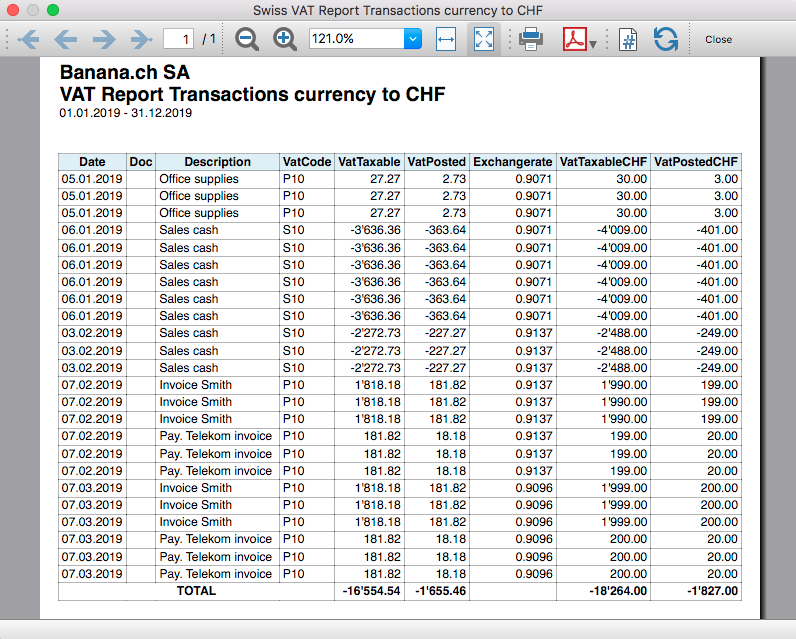 Swiss VAT Report Transactions currency to CHF
1 / 1 121.0% # Close
Banana.ch SA
VAT Report Transactions currency to CHF
01.01.2019 - 31.12.2019
Date Doc Description VatCode VatTaxable VatPosted Exchangerate VatTaxableCHF VatPostedCHF
05.01.2019 Office supplies P10 27.27 2.73 0.9071 30.00 3.00
05.01.2019 Office supplies P10 27.27 2.73 0.9071 30.00 3.00
05.01.2019 Office supplies P10 27.27 2.73 0.9071 30.00 3.00
06.01.2019 Sales cash S10 -3'636.36 -363.64 0.9071 -4'009.00 -401.00
06.01.2019 Sales cash S10 -3'636.36 -363.64 0.9071 -4'009.00 -401.00
06.01.2019 Sales cash S10 -3'636.36 -363.64 0.9071 -4'009.00 -401.00
06.01.2019 Sales cash S10 -3'636.36 -363.64 0.9071 -4'009.00 -401.00
06.01.2019 Sales cash S10 -3'636.36 -363.64 0.9071 -4'009.00 -401.00
06.01.2019 Sales cash S10 -3'636.36 -363.64 0.9071 -4'009.00 -401.00
03.02.2019 Sales cash S10 -2'272.73 -227.27 0.9137 -2'488.00 -249.00
03.02.2019 Sales cash S10 -2'272.73 -227.27 0.9137 -2'488.00 -249.00
03.02.2019 Sales cash S10 -2'272.73 -227.27 0.9137 -2'488.00 -249.00
07.02.2019 Invoice Smith P10 1'818.18 181.82 0.9137 1'990.00 199.00
07.02.2019 Invoice Smith P10 1'818.18 181.82 0.9137 1'990.00 199.00
07.02.2019 Invoice Smith P10 1'818.18 181.82 0.9137 1'990.00 199.00
07.02.2019 Pay. Telekom invoice P10 181.82 18.18 0.9137 199.00 20.00
07.02.2019 Pay. Telekom invoice P10 181.82 18.18 0.9137 199.00 20.00
07.02.2019 Pay. Telekom invoice P10 181.82 18.18 0.9137 199.00 20.00
07.03.2019 Invoice Smith P10 1'818.18 181.82 0.9096 1'999.00 200.00
07.03.2019 Invoice Smith P10 1'818.18 181.82 0.9096 1'999.00 200.00
07.03.2019 Invoice Smith P10 1'818.18 181.82 0.9096 1'999.00 200.00
07.03.2019 Pay. Telekom invoice P10 181.82 18.18 0.9096 200.00 20.00
07.03.2019 Pay. Telekom invoice P10 181.82 18.18 0.9096 200.00 20.00
07.03.2019 Pay. Telekom invoice P10 181.82 18.18 0.9096 200.00 20.00
TOTAL -16'554.54 -1'655.46 -18'264.00 -1'827.00